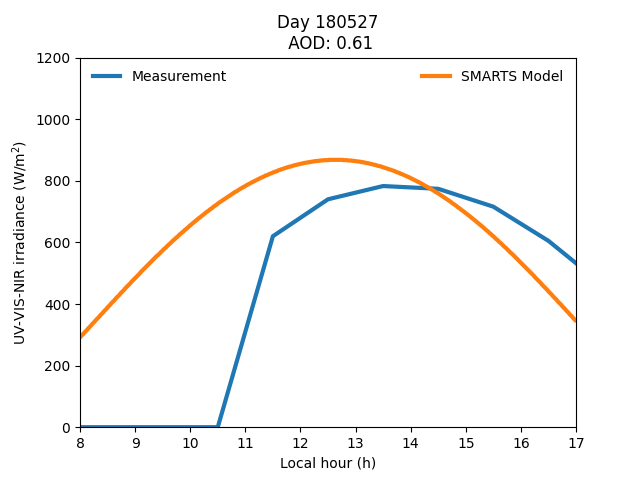 Day 180527
AOD: 0.61
Measurement
SMARTS Model
UV-VIS-NIR irradiance (W/m²)
1200
1000
800
600
400
200
0
8 9 10 11 12 13 14 15 16 17
Local hour (h)